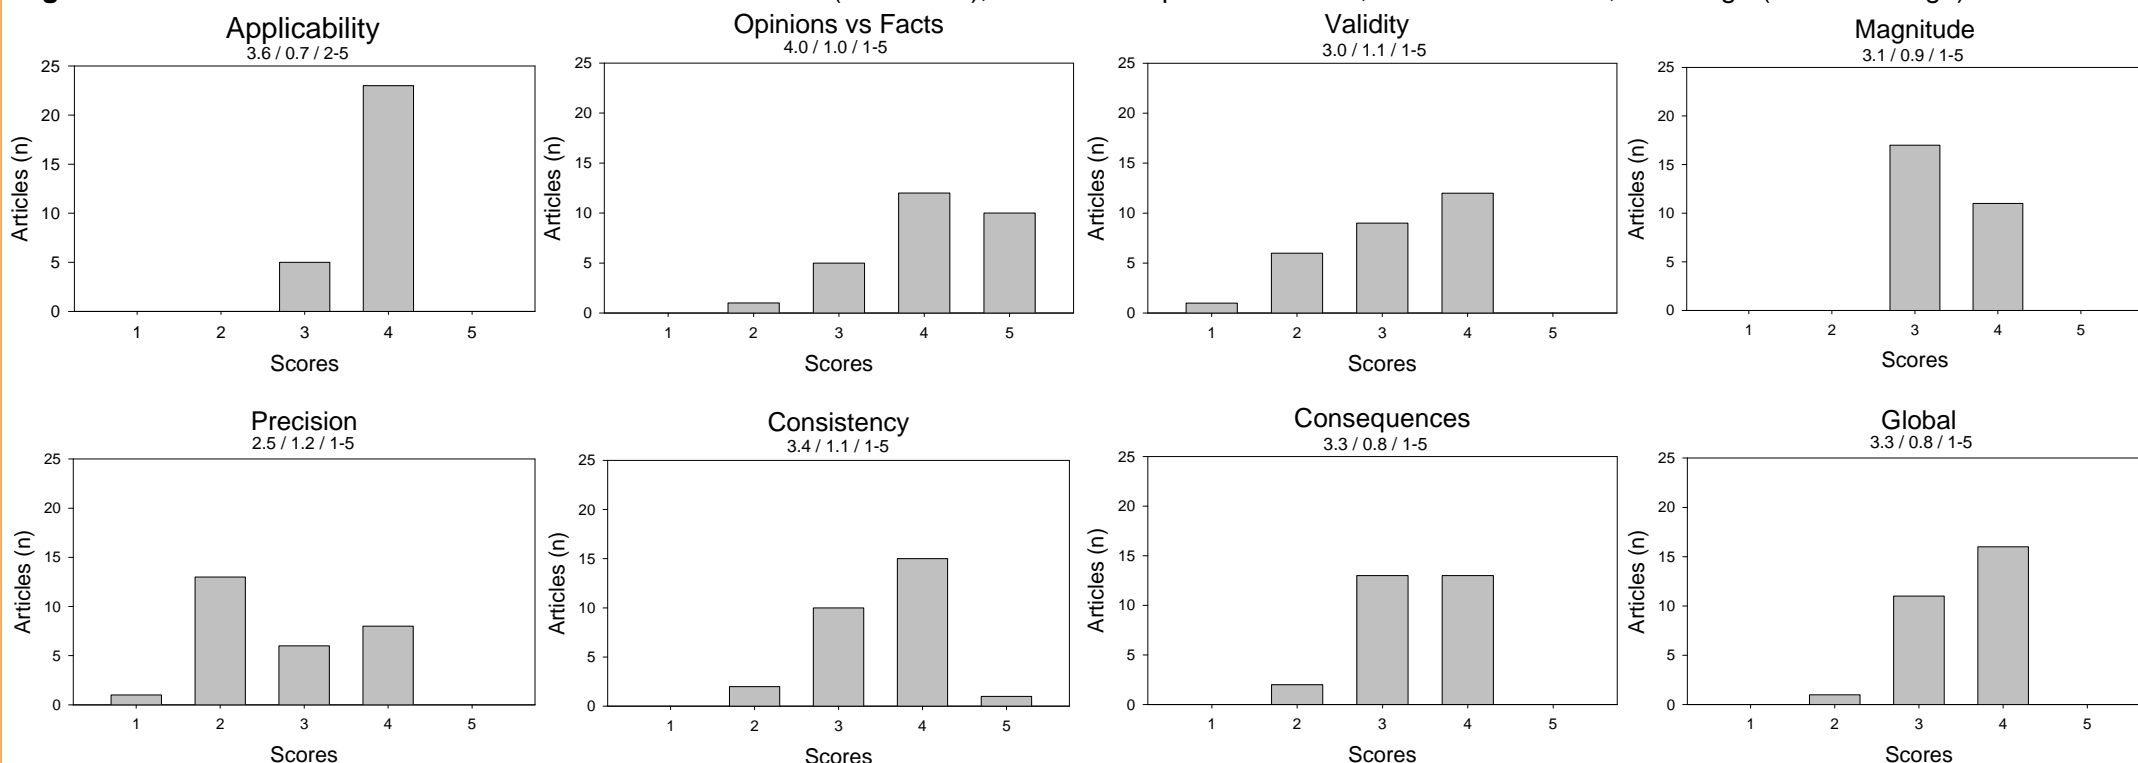 Applicability
3.6 / 0.7 / 2-5
25
20
15
10
5
0
Articles (n)
1 2 3 4 5
Scores
Opinions vs Facts
4.0 / 1.0 / 1-5
25
20
15
10
5
0
Articles (n)
1 2 3 4 5
Scores
Validity
3.0 / 1.1 / 1-5
25
20
15
10
5
0
Articles (n)
1 2 3 4 5
Scores
Magnitude
3.1 / 0.9 / 1-5
25
20
15
10
5
0
Articles (n)
1 2 3 4 5
Scores
Precision
2.5 / 1.2 / 1-5
25
20
15
10
5
0
Articles (n)
1 2 3 4 5
Scores
Consistency
3.4 / 1.1 / 1-5
25
20
15
10
5
0
Articles (n)
1 2 3 4 5
Scores
Consequences
3.3 / 0.8 / 1-5
25
20
15
10
5
0
Articles (n)
1 2 3 4 5
Scores
Global
3.3 / 0.8 / 1-5
25
20
15
10
5
0
Articles (n)
1 2 3 4 5
Scores